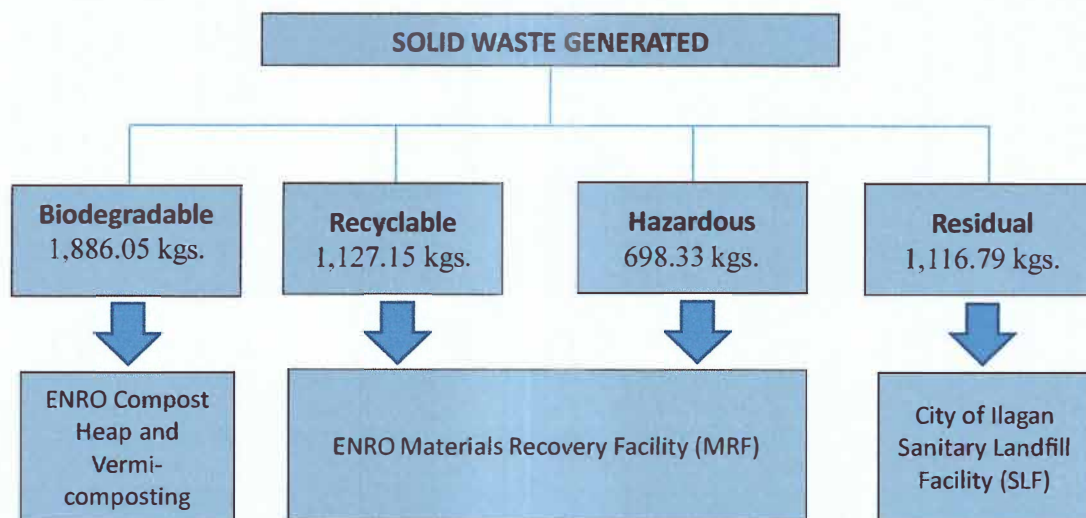 SOLID WASTE GENERATED
Biodegradable
1,886.05 kgs.
Recyclable
1,127.15 kgs.
Hazardous
698.33 kgs.
Residual
1,116.79 kgs.
ENRO Compost
Heap and
Vermi-
composting
ENRO Materials Recovery Facility (MRF)
City of Ilagan
Sanitary Landfill
Facility (SLF)